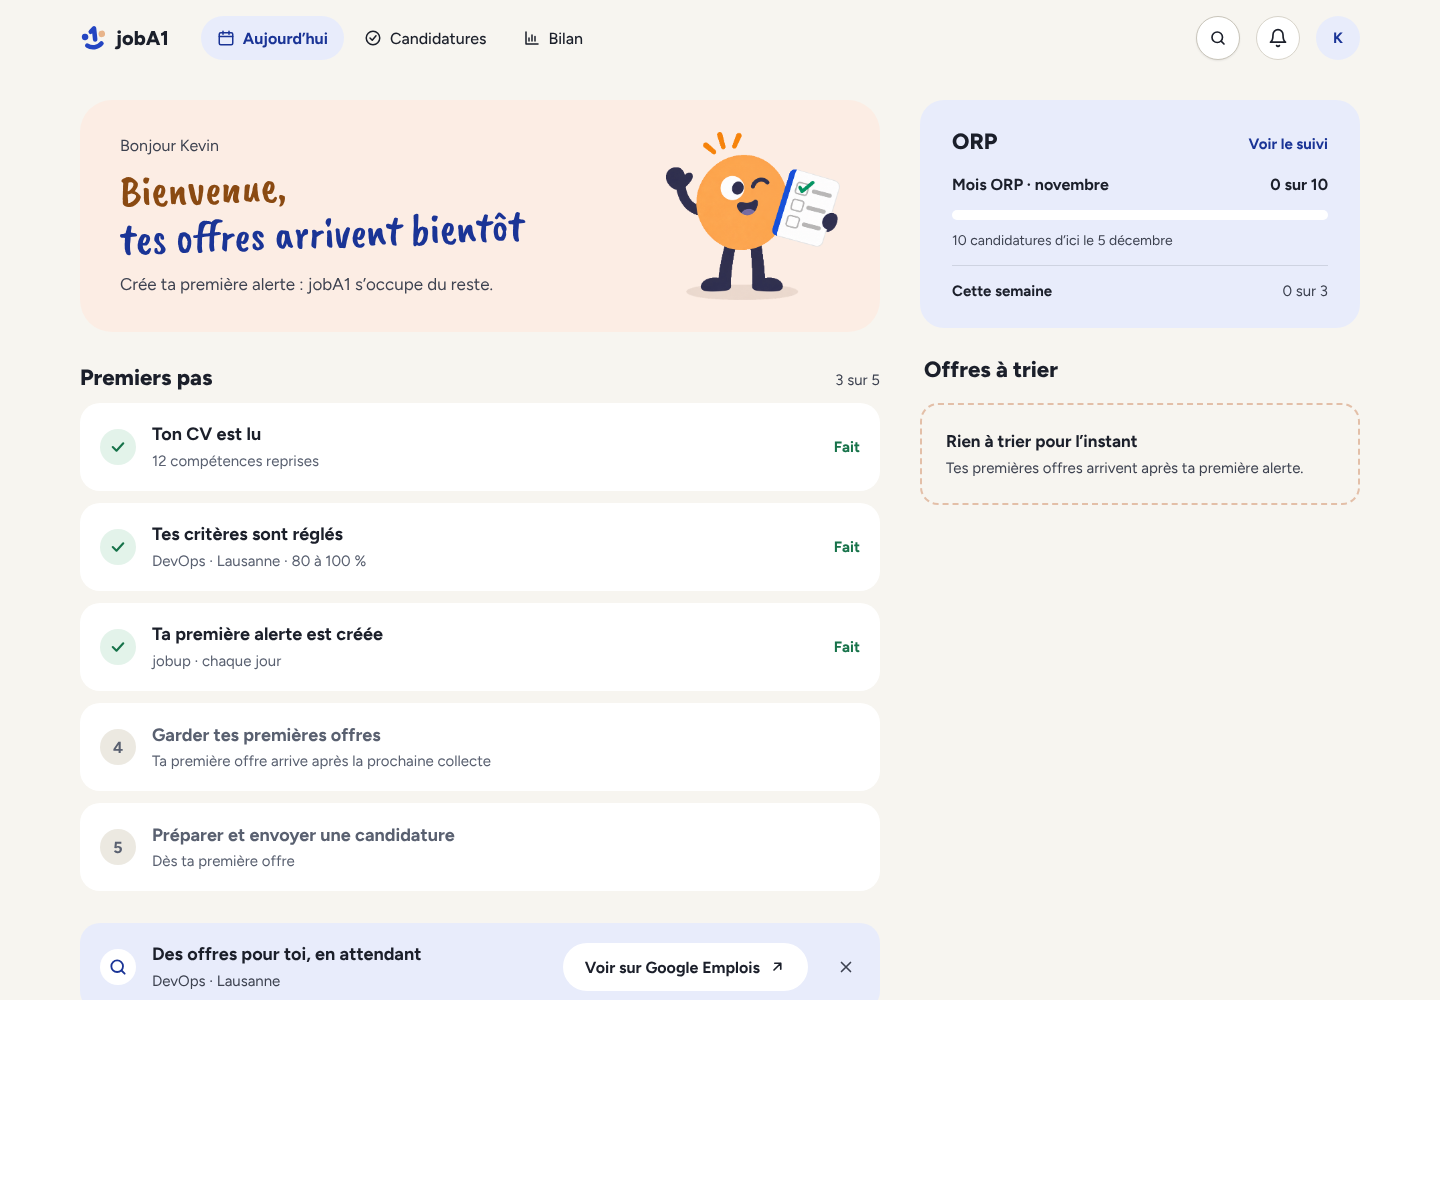 jobA1
Aujourd’hui
Candidatures
Bilan
K
Bonjour Kevin
Bienvenue,
tes offres arrivent bientôt
Crée ta première alerte : jobA1 s’occupe du reste.
ORP
Voir le suivi
Mois ORP · novembre
0 sur 10
10 candidatures d’ici le 5 décembre
Cette semaine
0 sur 3
Premiers pas
3 sur 5
Ton CV est lu
12 compétences reprises
Fait
Tes critères sont réglés
DevOps · Lausanne · 80 à 100 %
Fait
Ta première alerte est créée
jobup · chaque jour
Fait
4
Garder tes premières offres
Ta première offre arrive après la prochaine collecte
5
Préparer et envoyer une candidature
Dès ta première offre
Des offres pour toi, en attendant
DevOps · Lausanne
Voir sur Google Emplois
Offres à trier
Rien à trier pour l’instant
Tes premières offres arrivent après ta première alerte.